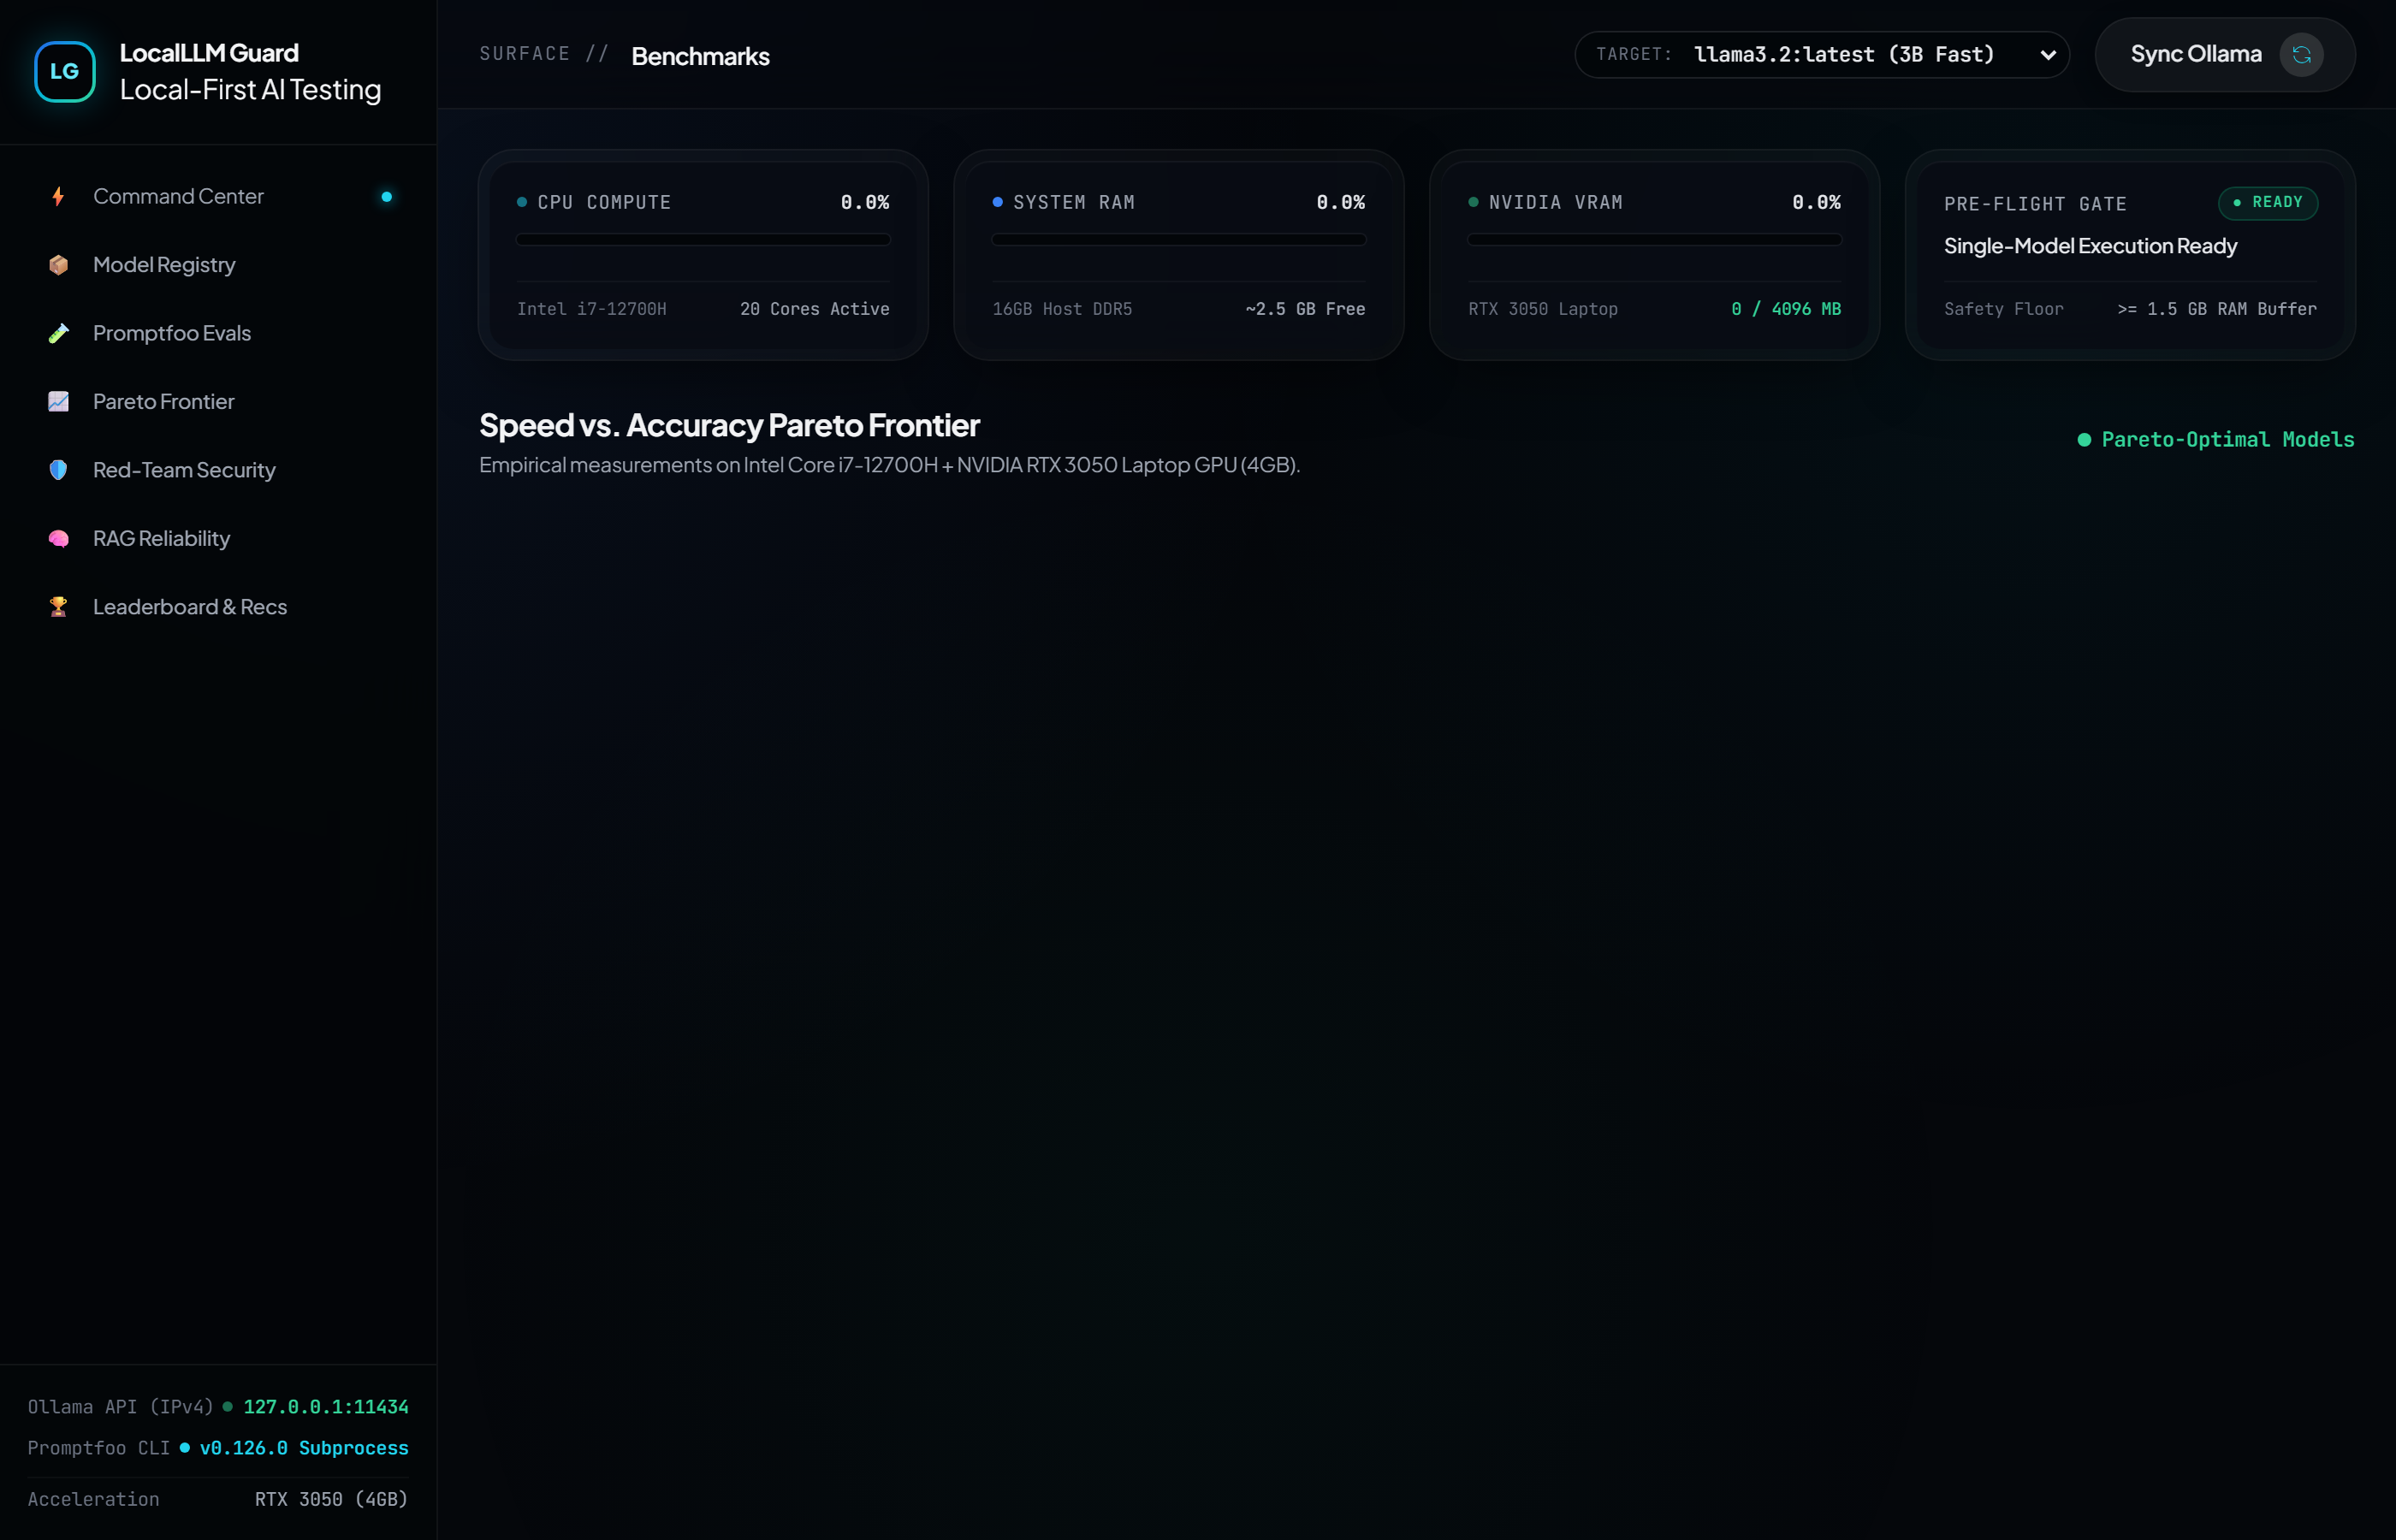 LG
LocalLLM Guard
Local-First AI Testing
Command Center
Model Registry
Promptfoo Evals
Pareto Frontier
Red-Team Security
RAG Reliability
Leaderboard & Recs
Ollama API (IPv4) 127.0.0.1:11434
Promptfoo CLI v0.126.0 Subprocess
Acceleration RTX 3050 (4GB)
SURFACE // Benchmarks
TARGET: llama3.2:latest (3B Fast)
Sync Ollama
CPU COMPUTE 0.0%
Intel i7-12700H 20 Cores Active
SYSTEM RAM 0.0%
16GB Host DDR5 ~2.5 GB Free
NVIDIA VRAM 0.0%
RTX 3050 Laptop 0 / 4096 MB
PRE-FLIGHT GATE READY
Single-Model Execution Ready
Safety Floor >= 1.5 GB RAM Buffer
Speed vs. Accuracy Pareto Frontier
Empirical measurements on Intel Core i7-12700H + NVIDIA RTX 3050 Laptop GPU (4GB).
Pareto-Optimal Models